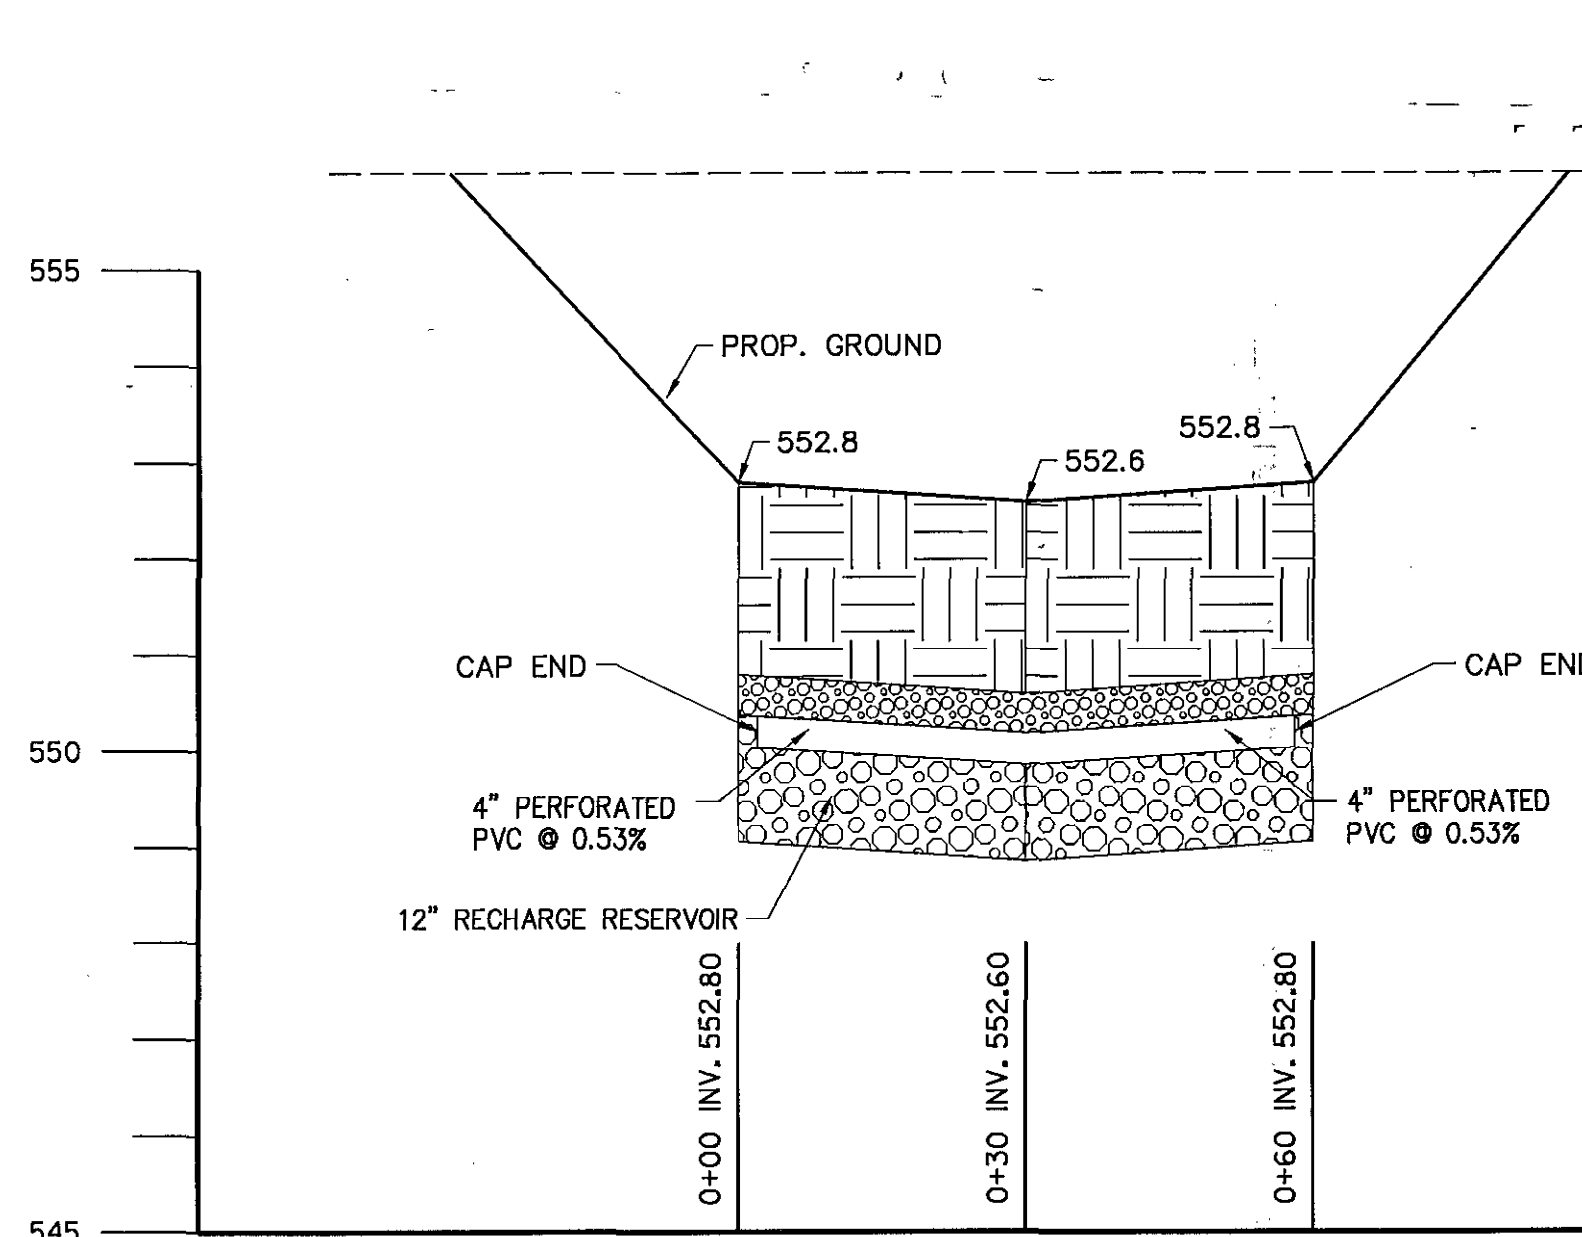 555
PROP. GROUND
552.8
552.6
552.8
CAP END
CAP EN
550
4" PERFORATED
PVC @ 0.53%
4" PERFORATED
PVC @ 0.53%
12" RECHARGE RESERVOIR
0+00 INV. 552.80
0+30 INV. 552.60
0+60 INV. 552.80
545